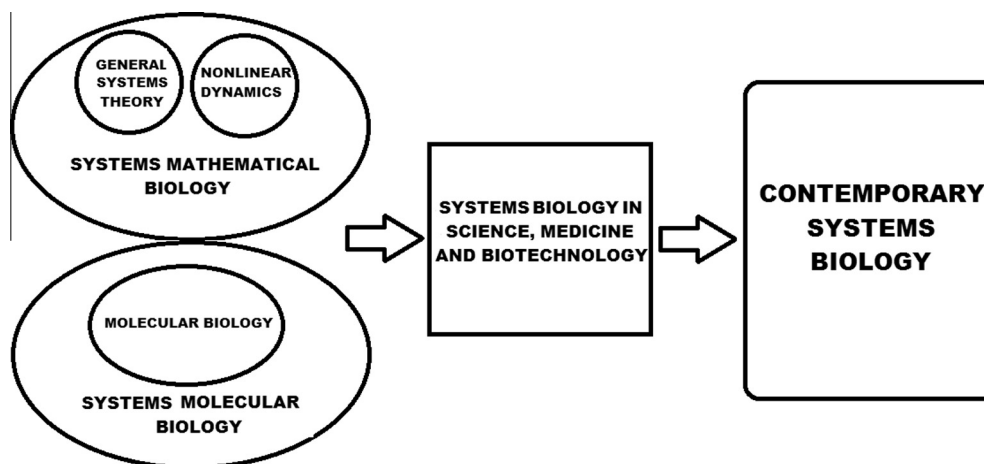 GENERAL
SYSTEMS
THEORY
NONLINEAR
DYNAMICS
SYSTEMS MATHEMATICAL
BIOLOGY
MOLECULAR BIOLOGY
SYSTEMS MOLECULAR
BIOLOGY
SYSTEMS BIOLOGY IN
SCIENCE, MEDICINE
AND BIOTECHNOLOGY
CONTEMPORARY
SYSTEMS
BIOLOGY